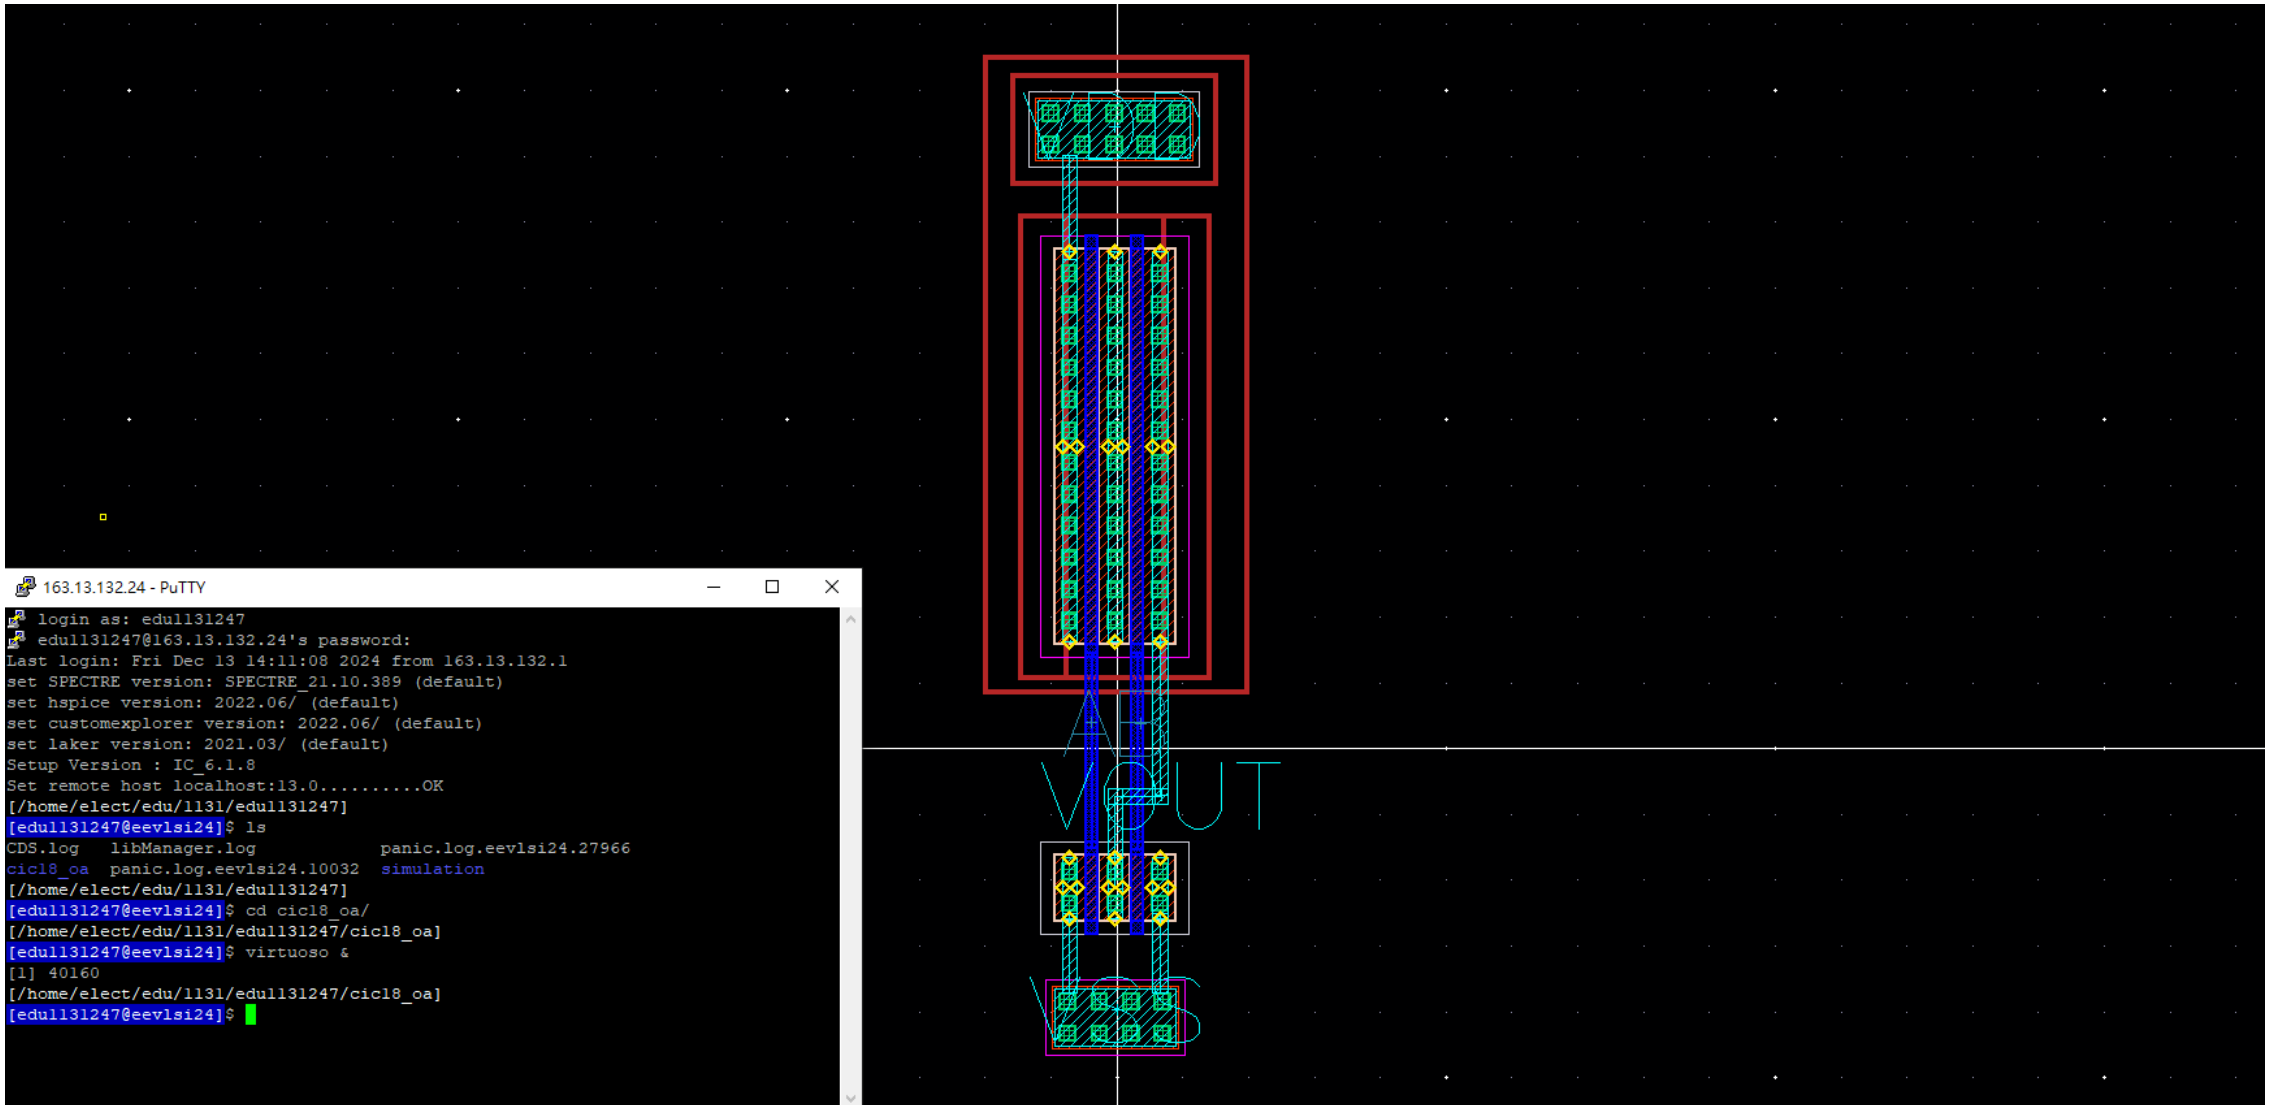 VDD
A B
VOUT
VSS
163.13.132.24 - PuTTY
login as: edu1131247
edu1131247@163.13.132.24's password:
Last login: Fri Dec 13 14:11:08 2024 from 163.13.132.1
set SPECTRE version: SPECTRE_21.10.389 (default)
set hspice version: 2022.06/ (default)
set customexplorer version: 2022.06/ (default)
set laker version: 2021.03/ (default)
Setup Version : IC_6.1.8
Set remote host localhost:13.0..........OK
[/home/elect/edu/1131/edu1131247]
[edu1131247@eevlsi24]$ ls
CDS.log   libManager.log            panic.log.eevlsi24.27966
cic18_oa  panic.log.eevlsi24.10032  simulation
[/home/elect/edu/1131/edu1131247]
[edu1131247@eevlsi24]$ cd cic18_oa/
[/home/elect/edu/1131/edu1131247/cic18_oa]
[edu1131247@eevlsi24]$ virtuoso &
[1] 40160
[/home/elect/edu/1131/edu1131247/cic18_oa]
[edu1131247@eevlsi24]$